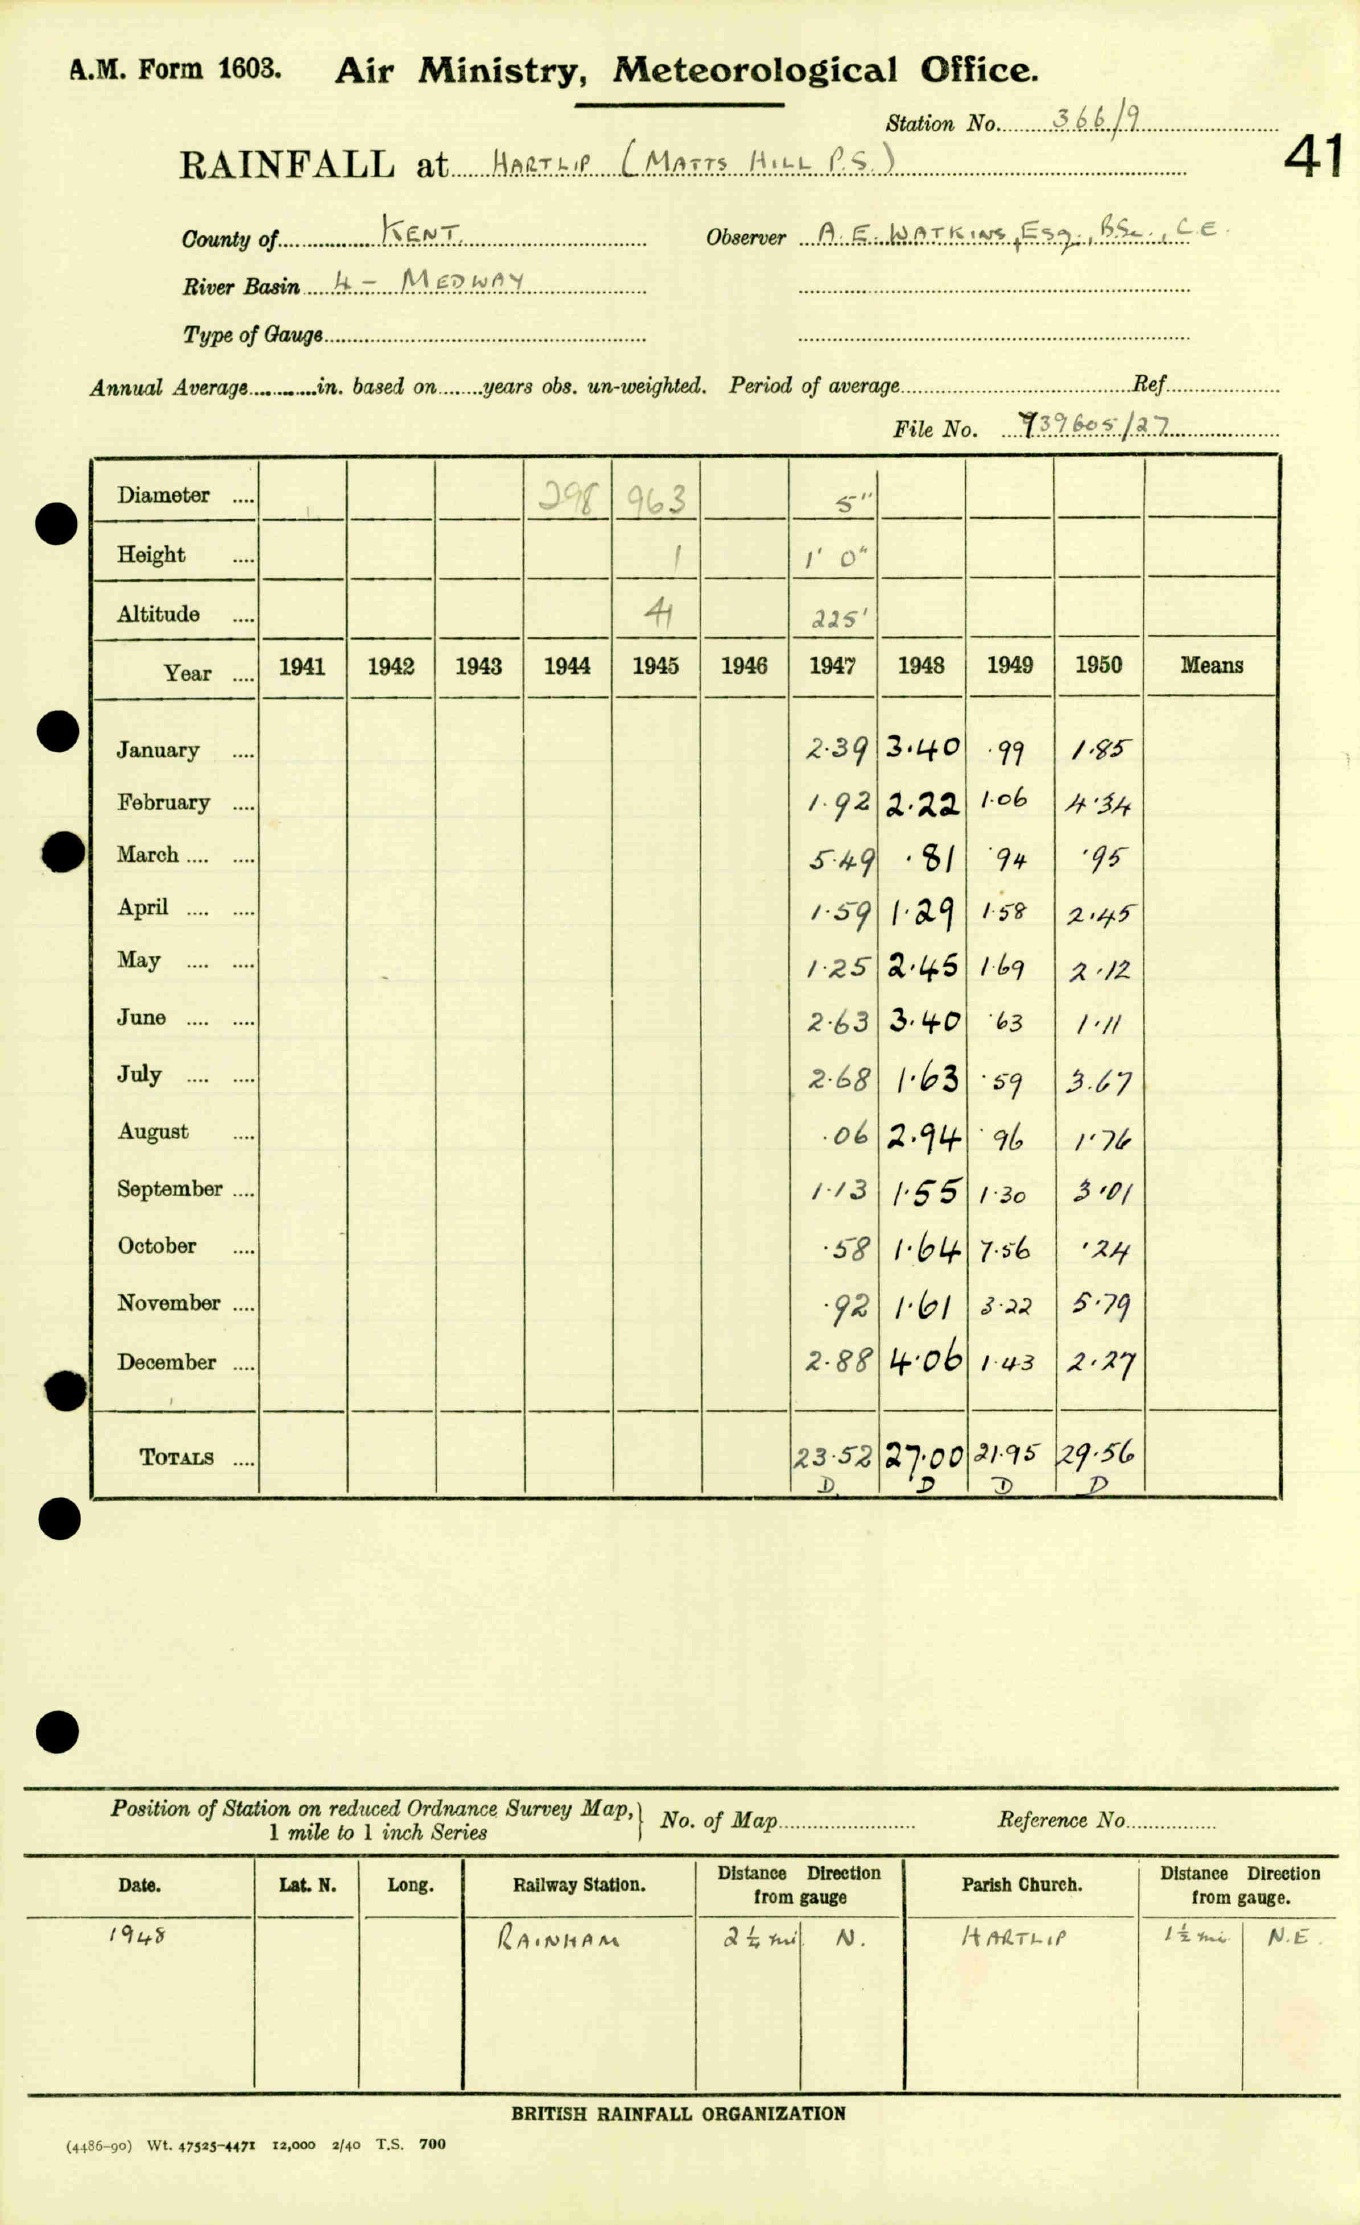 A.M. Form 1603. Air Ministry, Meteorological Office.
Station No. 366/9
41
RAINFALL at HARTLIP (MATTS HILL P.S.)
County of KENT. Observer A. E. WATKINS, Esq., B.Sc., C.E.
River Basin 4 - MEDWAY
Type of Gauge
Annual Average in. based on years obs. un-weighted. Period of average Ref
File No. 939605/27
Diameter .... 298 963 5"
Height .... 1 1' 0"
Altitude .... 41 225'
Year .... 1941 1942 1943 1944 1945 1946 1947 1948 1949 1950 Means
January .... 2.39 3.40 .99 1.85
February .... 1.92 2.22 1.06 4.34
March .... .... 5.49 .81 .94 .95
April .... .... 1.59 1.29 1.58 2.45
May .... .... 1.25 2.45 1.69 2.12
June .... .... 2.63 3.40 .63 1.11
July .... .... 2.68 1.63 .59 3.67
August .... .06 2.94 .96 1.76
September .... 1.13 1.55 1.30 3.01
October .... .58 1.64 7.56 .24
November .... .92 1.61 3.22 5.79
December .... 2.88 4.06 1.43 2.27
TOTALS .... 23.52 27.00 21.95 29.56
D D D D
Position of Station on reduced Ordnance Survey Map, } No. of Map Reference No.
1 mile to 1 inch Series
Date. Lat. N. Long. Railway Station. Distance Direction from gauge Parish Church. Distance Direction from gauge.
1948 RAINHAM 2¼ mi N. HARTLIP 1½ mi. N.E.
BRITISH RAINFALL ORGANIZATION
(4486-90) Wt. 47525-4471 12,000 2/40 T.S. 700